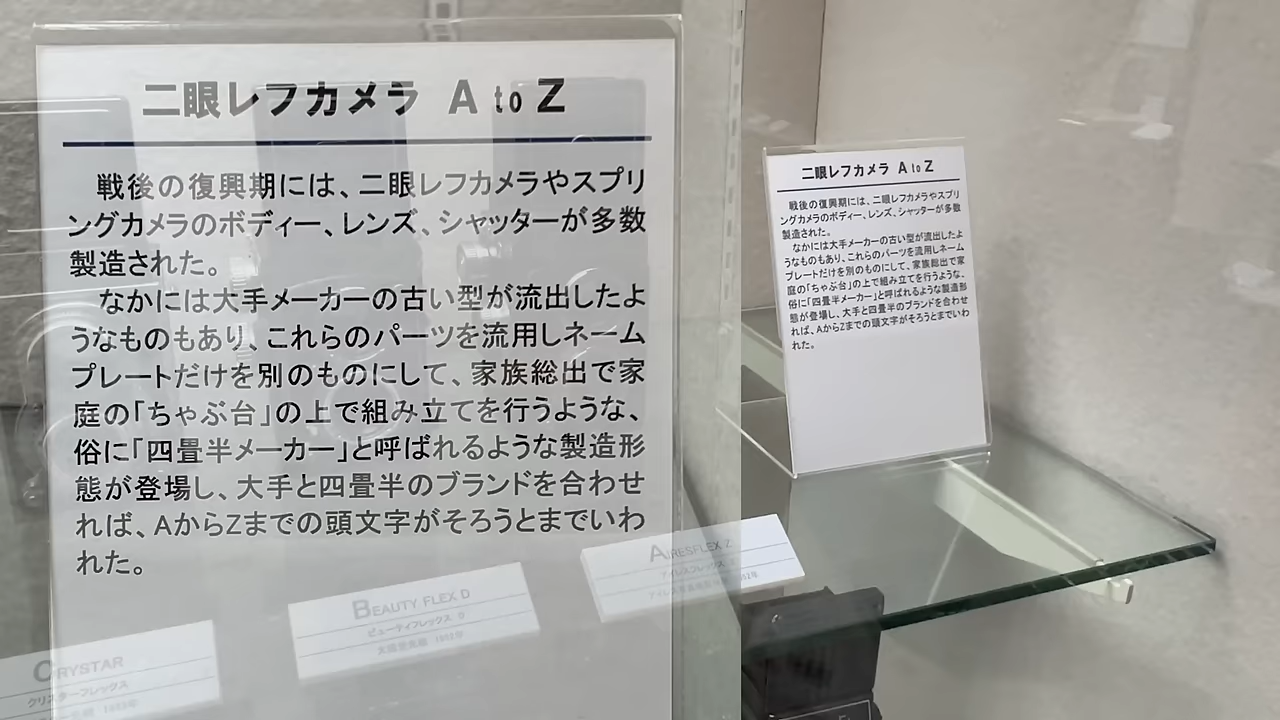 二眼レフカメラ A to Z
　戦後の復興期には、二眼レフカメラやスプリ
ングカメラのボディー、レンズ、シャッターが多数
製造された。
　なかには大手メーカーの古い型が流出したよ
うなものもあり、これらのパーツを流用しネーム
プレートだけを別のものにして、家族総出で家
庭の「ちゃぶ台」の上で組み立てを行うような、
俗に「四畳半メーカー」と呼ばれるような製造形
態が登場し、大手と四畳半のブランドを合わせ
れば、AからZまでの頭文字がそろうとまでいわ
れた。
二眼レフカメラ A to Z
　戦後の復興期には、二眼レフカメラやスプリ
ングカメラのボディー、レンズ、シャッターが多数
製造された。
　なかには大手メーカーの古い型が流出したよ
うなものもあり、これらのパーツを流用しネーム
プレートだけを別のものにして、家族総出で家
庭の「ちゃぶ台」の上で組み立てを行うような、
俗に「四畳半メーカー」と呼ばれるような製造形
態が登場し、大手と四畳半のブランドを合わせ
れば、AからZまでの頭文字がそろうとまでいわ
れた。
AIRESFLEX Z
アイレスフレックス
BEAUTY FLEX D
ビューティフレックス D
CRYSTAR
クリスターフレックス